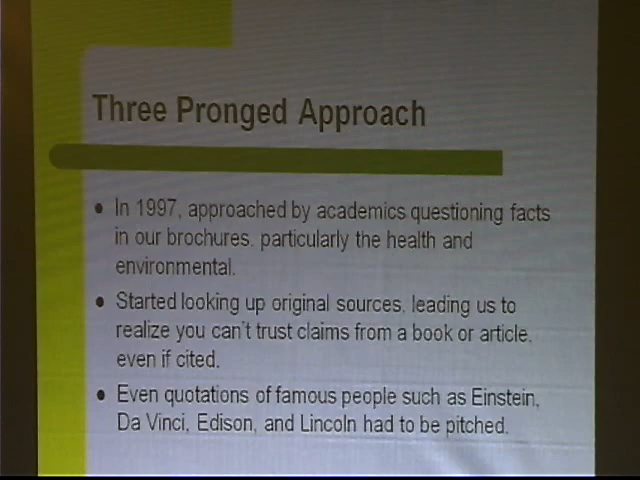 Three Pronged Approach
In 1997, approached by academics questioning facts
in our brochures, particularly the health and
environmental.
Started looking up original sources, leading us to
realize you can't trust claims from a book or article,
even if cited.
Even quotations of famous people such as Einstein,
Da Vinci, Edison, and Lincoln had to be pitched.